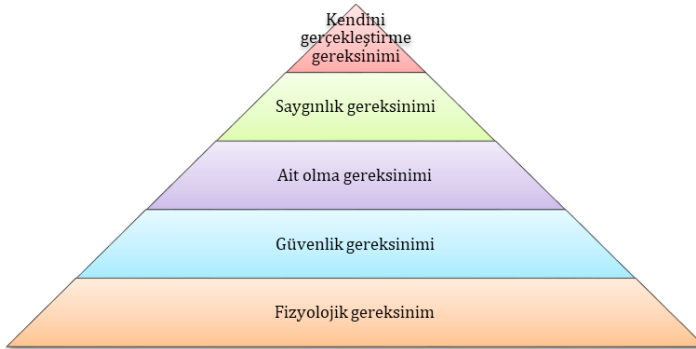 Kendini
gerçekleştirme
gereksinimi
Saygınlık gereksinimi
Ait olma gereksinimi
Güvenlik gereksinimi
Fizyolojik gereksinim